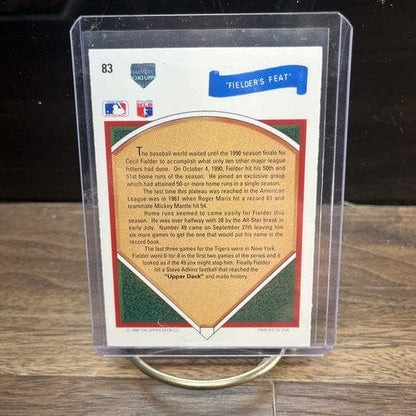 83
"FIELDER'S FEAT"
The baseball world waited until the 1990 season finale for
Cecil Fielder to accomplish what only ten other major league
hitters had done. On October 4, 1990, Fielder hit his 50th and
51st home runs of the season. He joined an exclusive group
which had attained 50-or more home runs in a single season.
The last time this plateau was reached in the American
League was in 1961 when Roger Maris hit a record 61 and
teammate Mickey Mantle hit 54.
Home runs seemed to come easily for Fielder this
season. He was over halfway with 28 by the All-Star break in
early July. Number 49 came on September 27th leaving him
six more games to get the one that would put his name in the
record book.
The last three games for the Tigers were in New York.
Fielder went 0-for-8 in the first two games of the series and it
looked as if the 49 jinx might stop him. Finally Fielder
hit a Steve Adkins fastball that reached the
"Upper Deck" and made history.
© 1990 THE UPPER DECK CO.
PRINTED IN USA